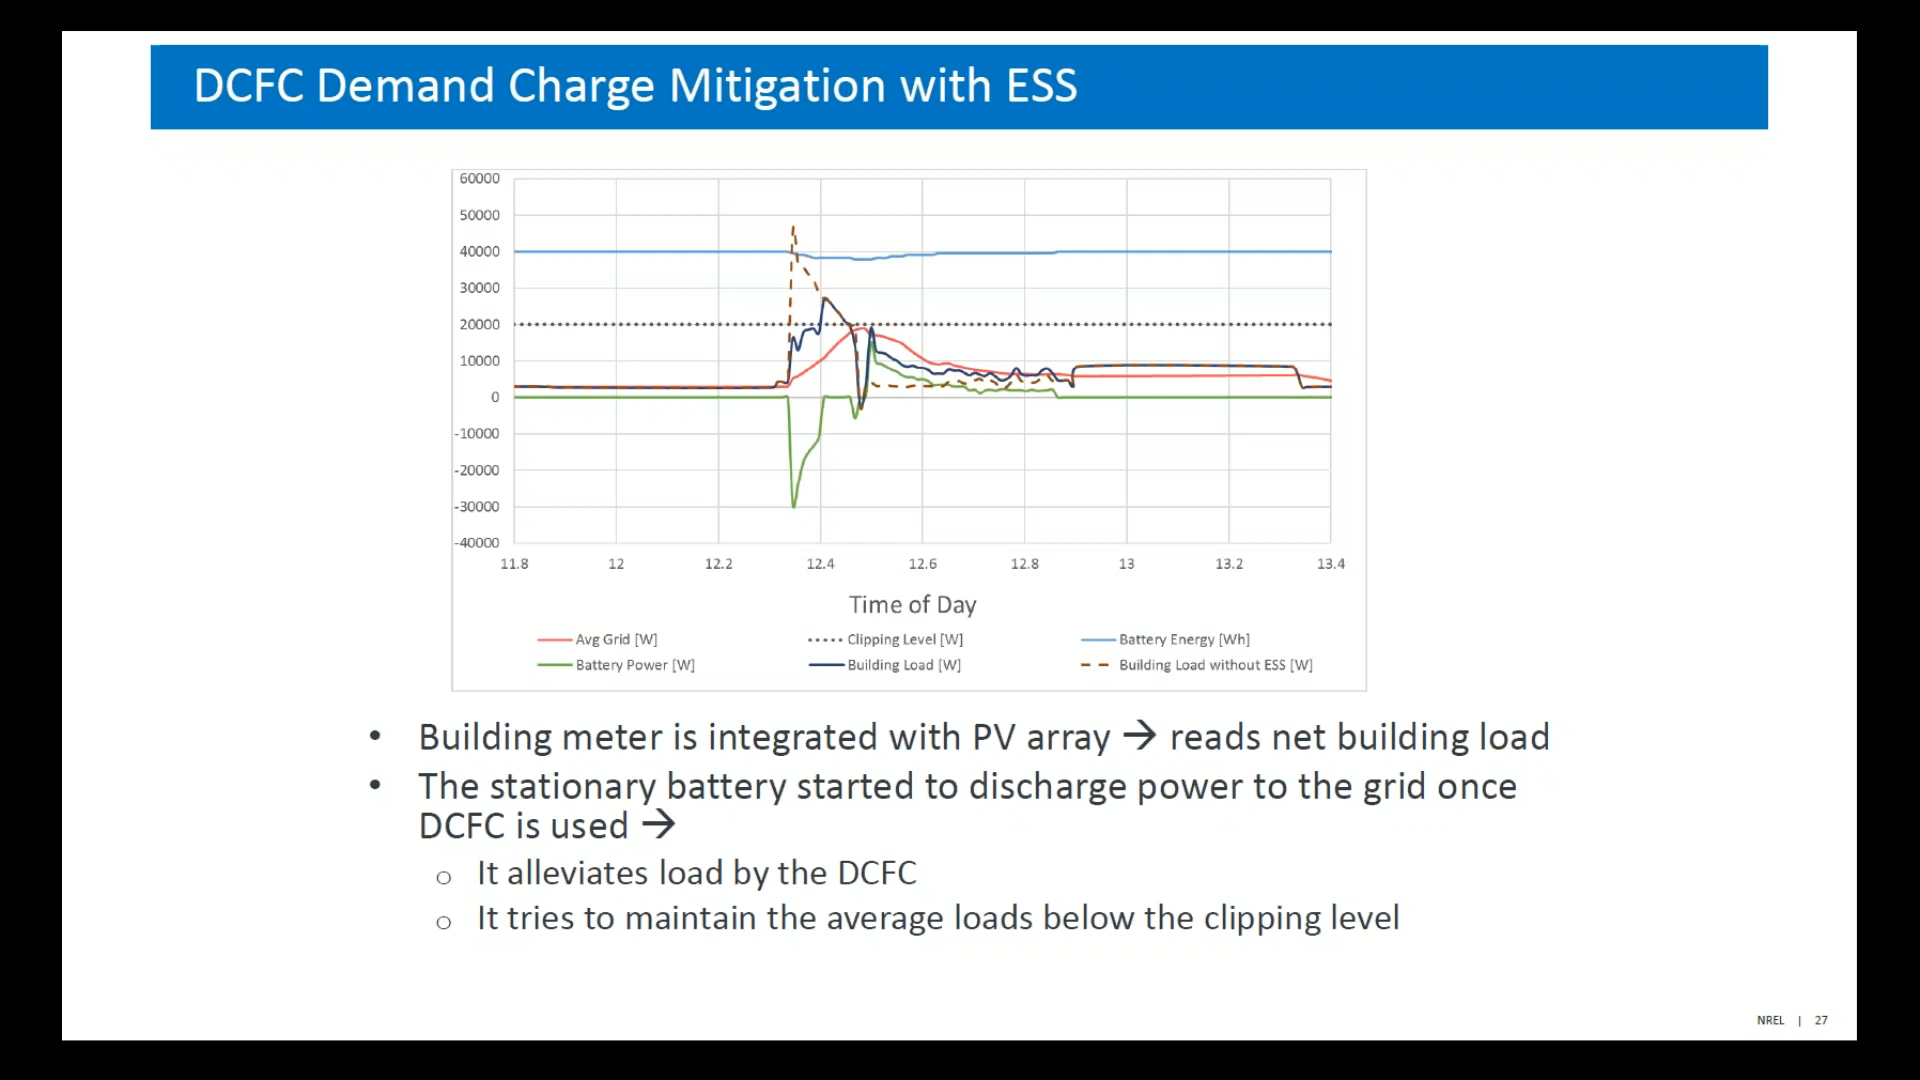 DCFC Demand Charge Mitigation with ESS
60000
50000
40000
30000
20000
10000
0
-10000
-20000
-30000
-40000
11.8 12 12.2 12.4 12.6 12.8 13 13.2 13.4
Time of Day
Avg Grid [W] Clipping Level [W] Battery Energy [Wh]
Battery Power [W] Building Load [W] Building Load without ESS [W]
• Building meter is integrated with PV array → reads net building load
• The stationary battery started to discharge power to the grid once
DCFC is used →
o It alleviates load by the DCFC
o It tries to maintain the average loads below the clipping level
NREL | 27